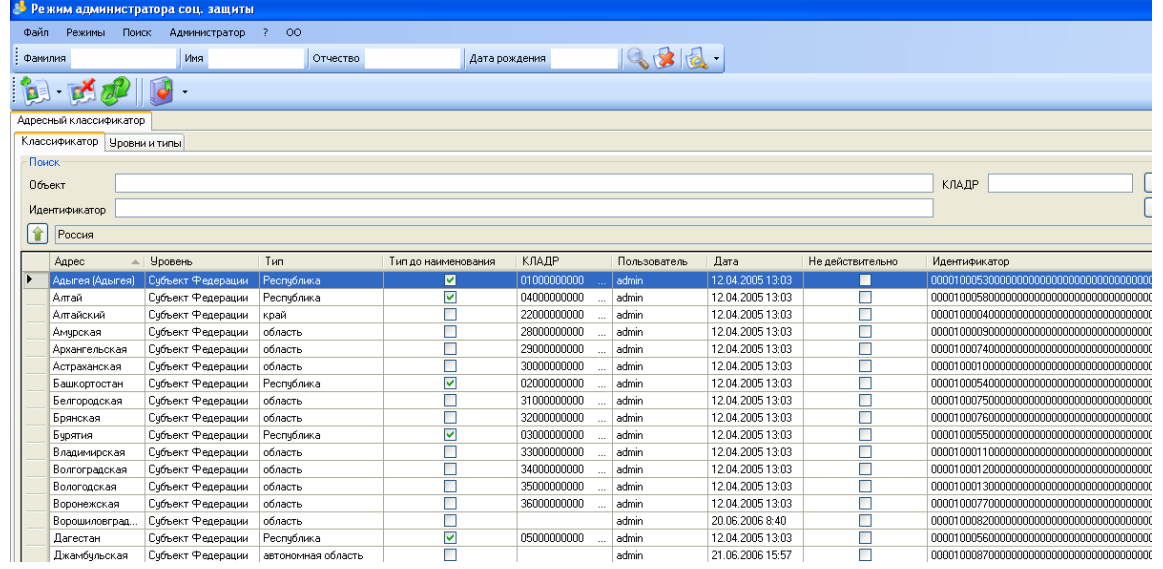 Режим администратора соц. защиты
Файл Режимы Поиск Администратор ? ОО
Фамилия Имя Отчество Дата рождения
Адресный классификатор
Классификатор Уровни и типы
Поиск
Объект КЛАДР
Идентификатор
Россия
Адрес Уровень Тип Тип до наименования КЛАДР Пользователь Дата Не действительно Идентификатор
Адыгея (Адыгея) Субъект Федерации Республика 01000000000 ... admin 12.04.2005 13:03
Алтай Субъект Федерации Республика 04000000000 ... admin 12.04.2005 13:03
Алтайский Субъект Федерации край 22000000000 ... admin 12.04.2005 13:03
Амурская Субъект Федерации область 28000000000 ... admin 12.04.2005 13:03
Архангельская Субъект Федерации область 29000000000 ... admin 12.04.2005 13:03
Астраханская Субъект Федерации область 30000000000 ... admin 12.04.2005 13:03
Башкортостан Субъект Федерации Республика 02000000000 ... admin 12.04.2005 13:03
Белгородская Субъект Федерации область 31000000000 ... admin 12.04.2005 13:03
Брянская Субъект Федерации область 32000000000 ... admin 12.04.2005 13:03
Бурятия Субъект Федерации Республика 03000000000 ... admin 12.04.2005 13:03
Владимирская Субъект Федерации область 33000000000 ... admin 12.04.2005 13:03
Волгоградская Субъект Федерации область 34000000000 ... admin 12.04.2005 13:03
Вологодская Субъект Федерации область 35000000000 ... admin 12.04.2005 13:03
Воронежская Субъект Федерации область 36000000000 ... admin 12.04.2005 13:03
Ворошиловград... Субъект Федерации область admin 20.06.2006 8:40
Дагестан Субъект Федерации Республика 05000000000 ... admin 12.04.2005 13:03
Джамбульская Субъект Федерации автономная область admin 21.06.2006 15:57